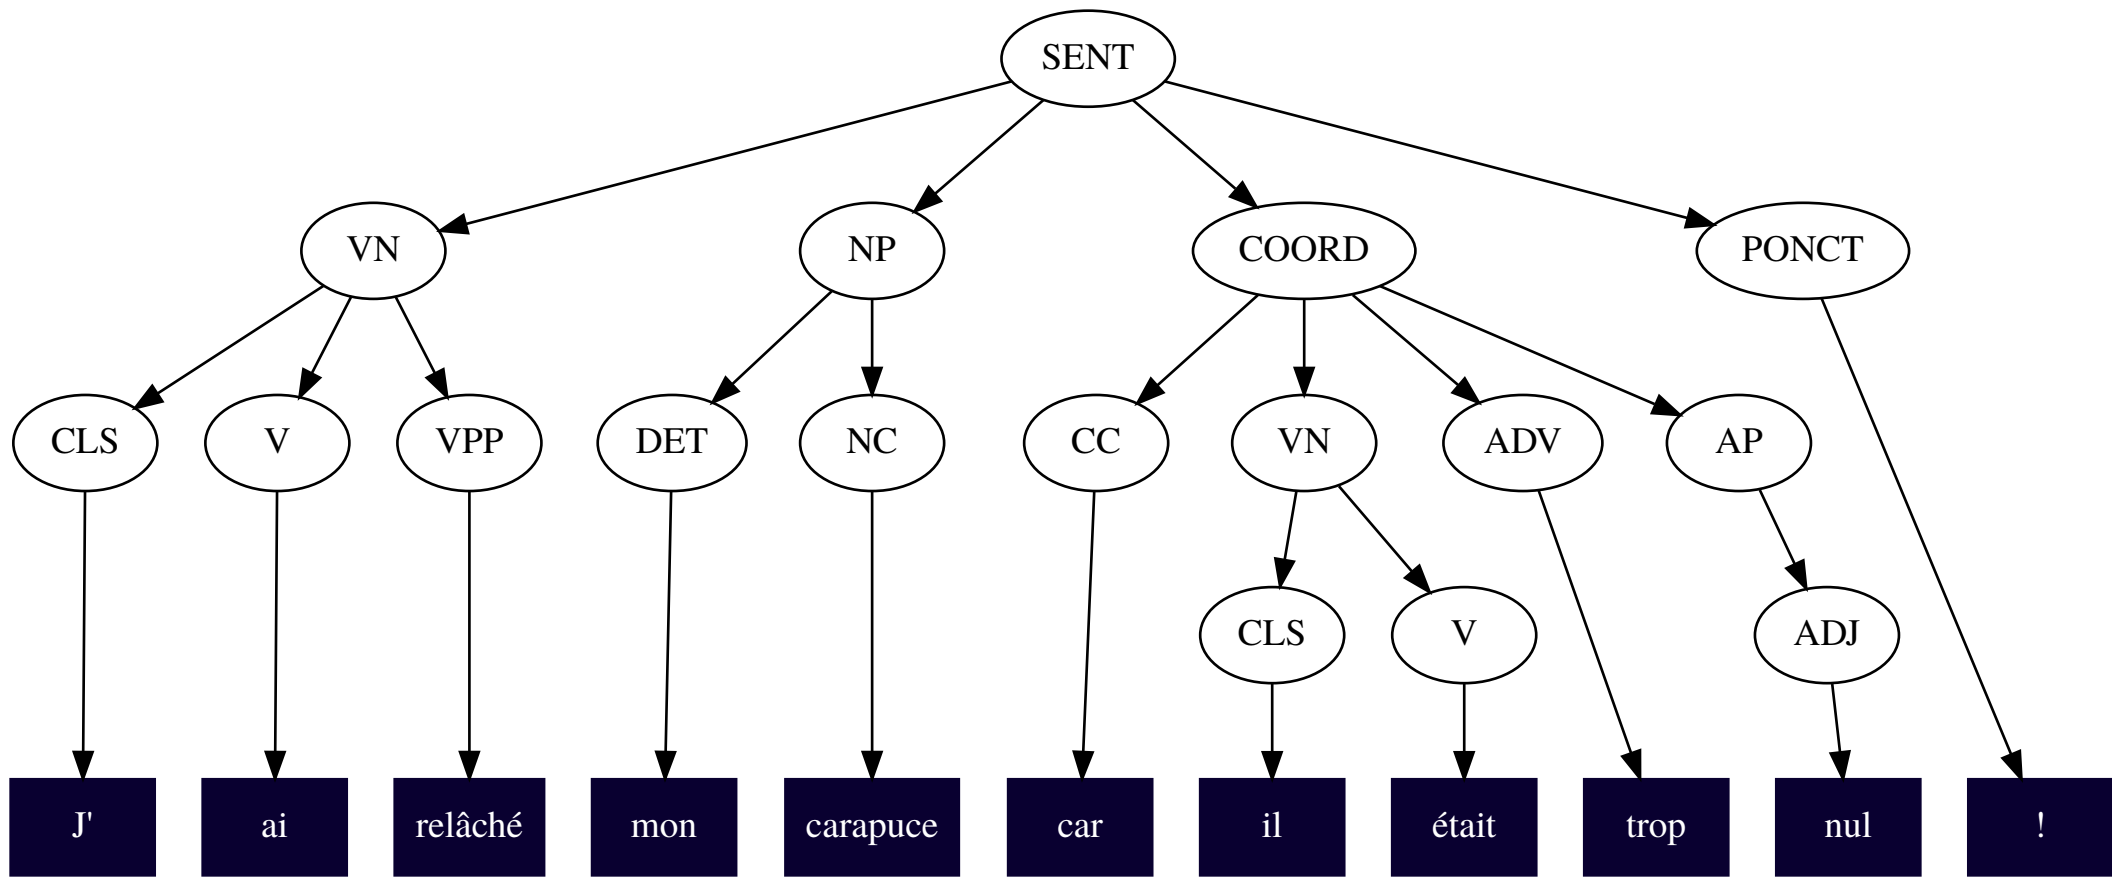 SENT
VN NP COORD PONCT
CLS V VPP DET NC CC VN ADV AP
CLS V ADJ
J' ai relâché mon carapuce car il était trop nul !